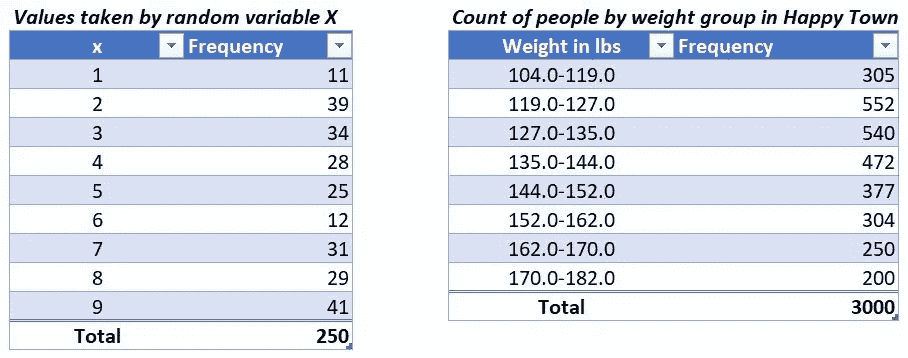 Values taken by random variable X
x Frequency
1 11
2 39
3 34
4 28
5 25
6 12
7 31
8 29
9 41
Total 250
Count of people by weight group in Happy Town
Weight in lbs Frequency
104.0-119.0 305
119.0-127.0 552
127.0-135.0 540
135.0-144.0 472
144.0-152.0 377
152.0-162.0 304
162.0-170.0 250
170.0-182.0 200
Total 3000